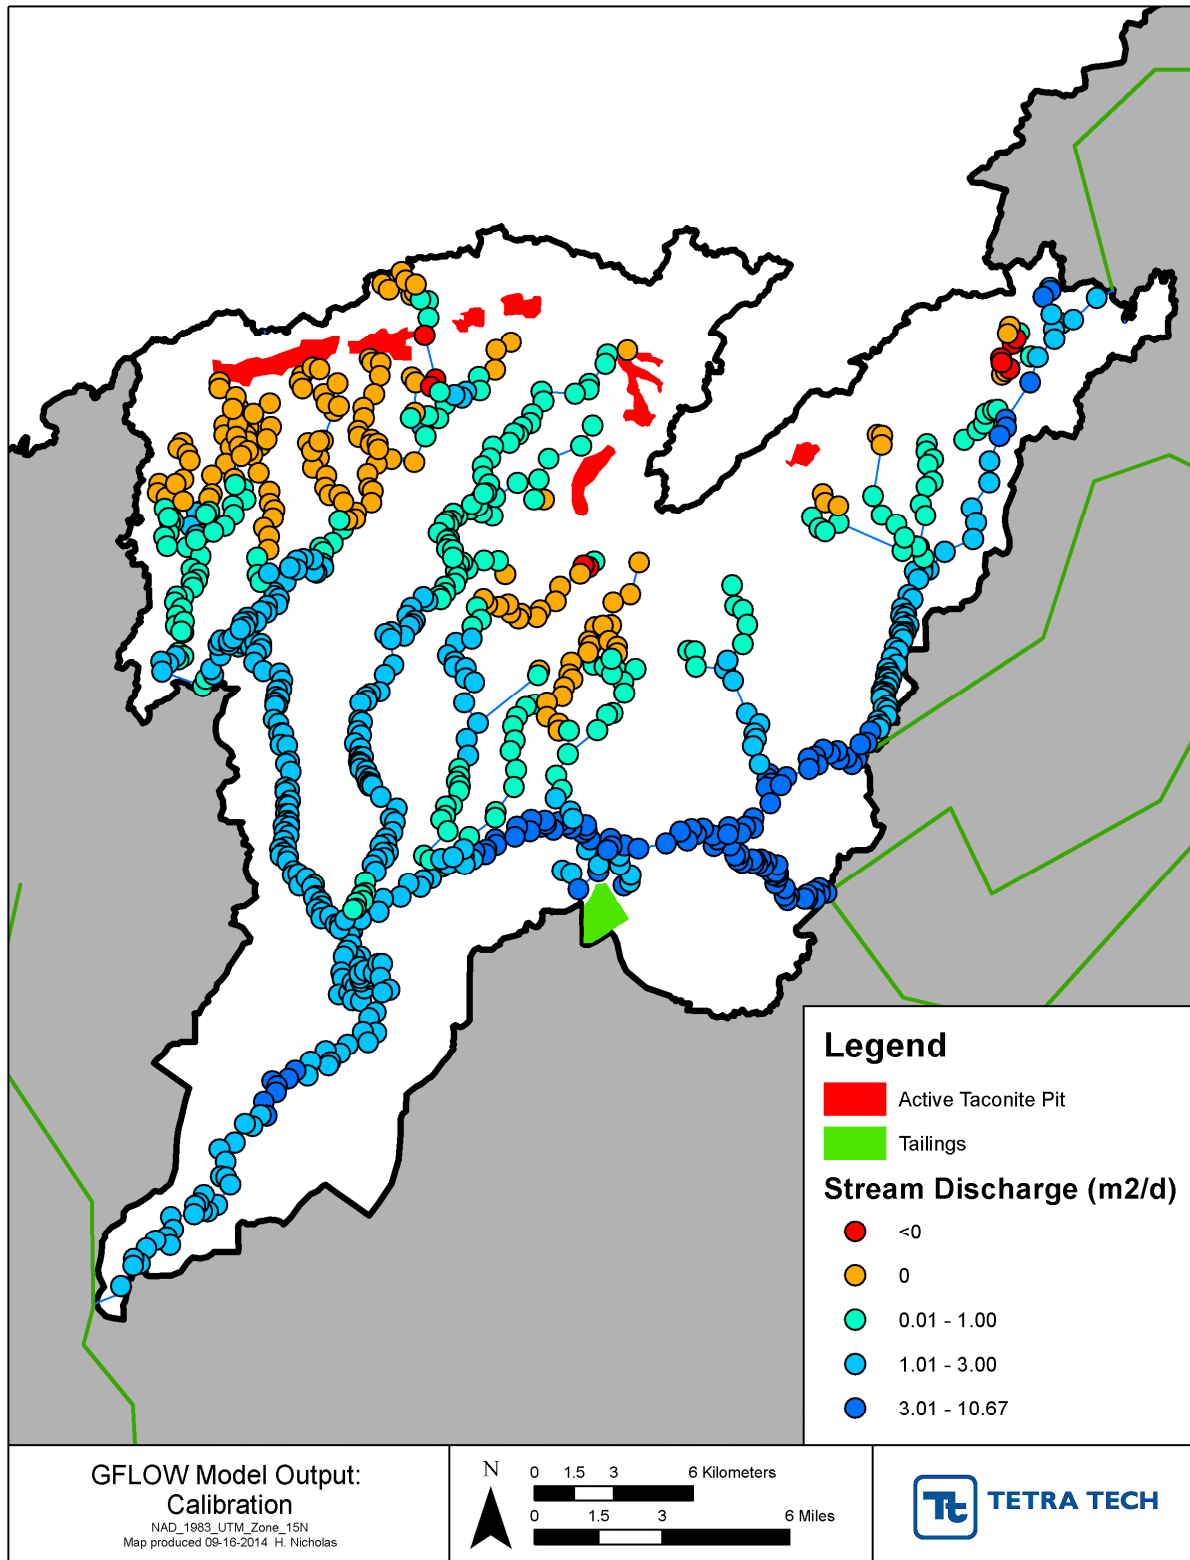 Legend
Active Taconite Pit
Tailings
Stream Discharge (m2/d)
<0
0
0.01 - 1.00
1.01 - 3.00
3.01 - 10.67
GFLOW Model Output:
Calibration
NAD_1983_UTM_Zone_15N
Map produced 09-16-2014 H. Nicholas
N
0 1.5 3 6 Kilometers
0 1.5 3 6 Miles
Tt TETRA TECH